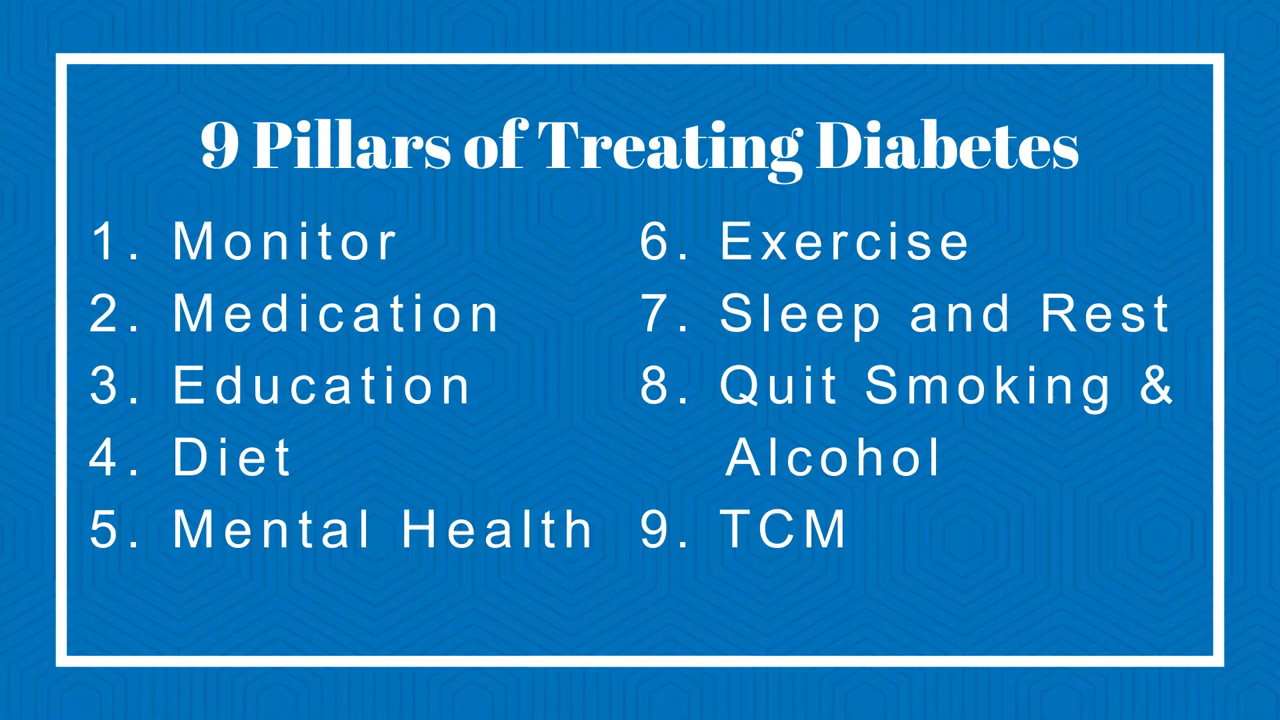 9 Pillars of Treating Diabetes
1. Monitor
2. Medication
3. Education
4. Diet
5. Mental Health
6. Exercise
7. Sleep and Rest
8. Quit Smoking &
Alcohol
9. TCM